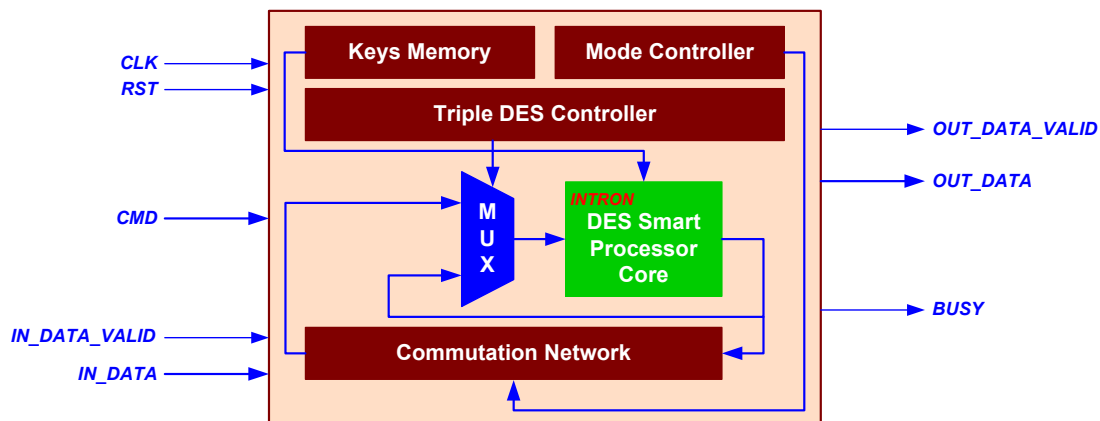 Keys Memory
Mode Controller
CLK
RST
Triple DES Controller
OUT_DATA_VALID
OUT_DATA
CMD
M
U
X
INTRON
DES Smart
Processor
Core
BUSY
IN_DATA_VALID
IN_DATA
Commutation Network